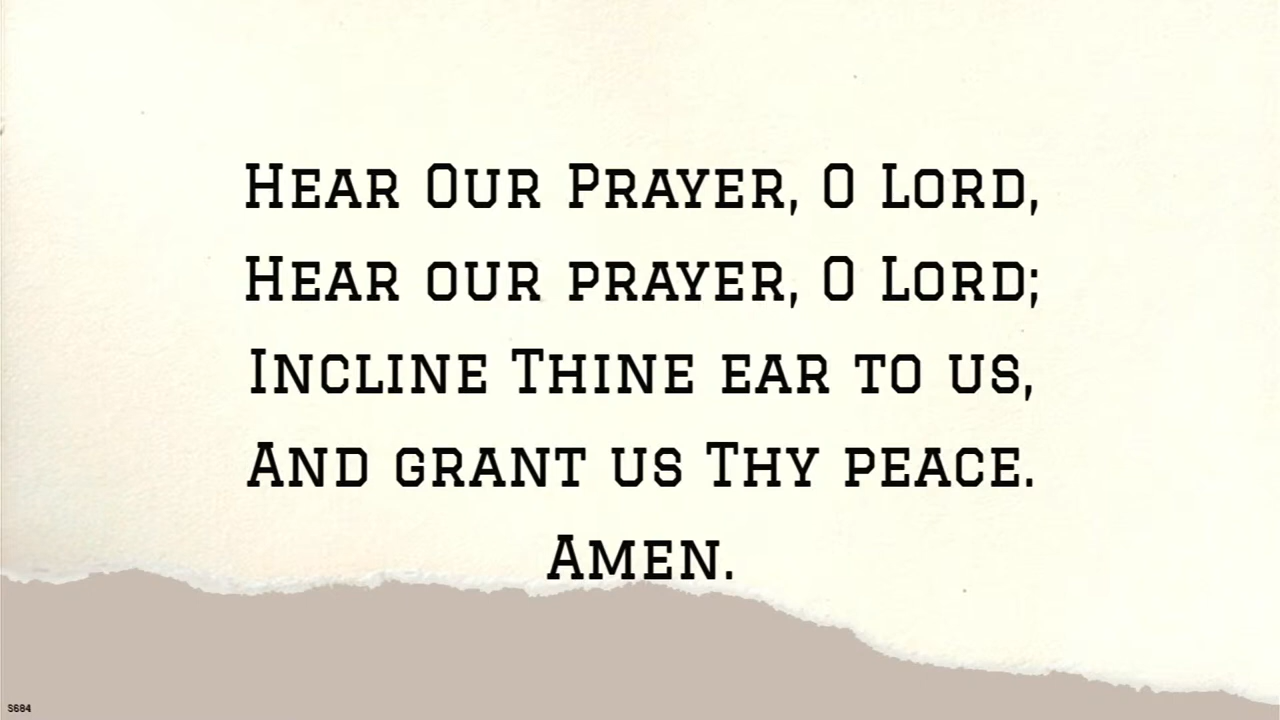 Hear Our Prayer, O Lord,
Hear our prayer, O Lord;
Incline Thine ear to us,
And grant us Thy peace.
Amen.
S684